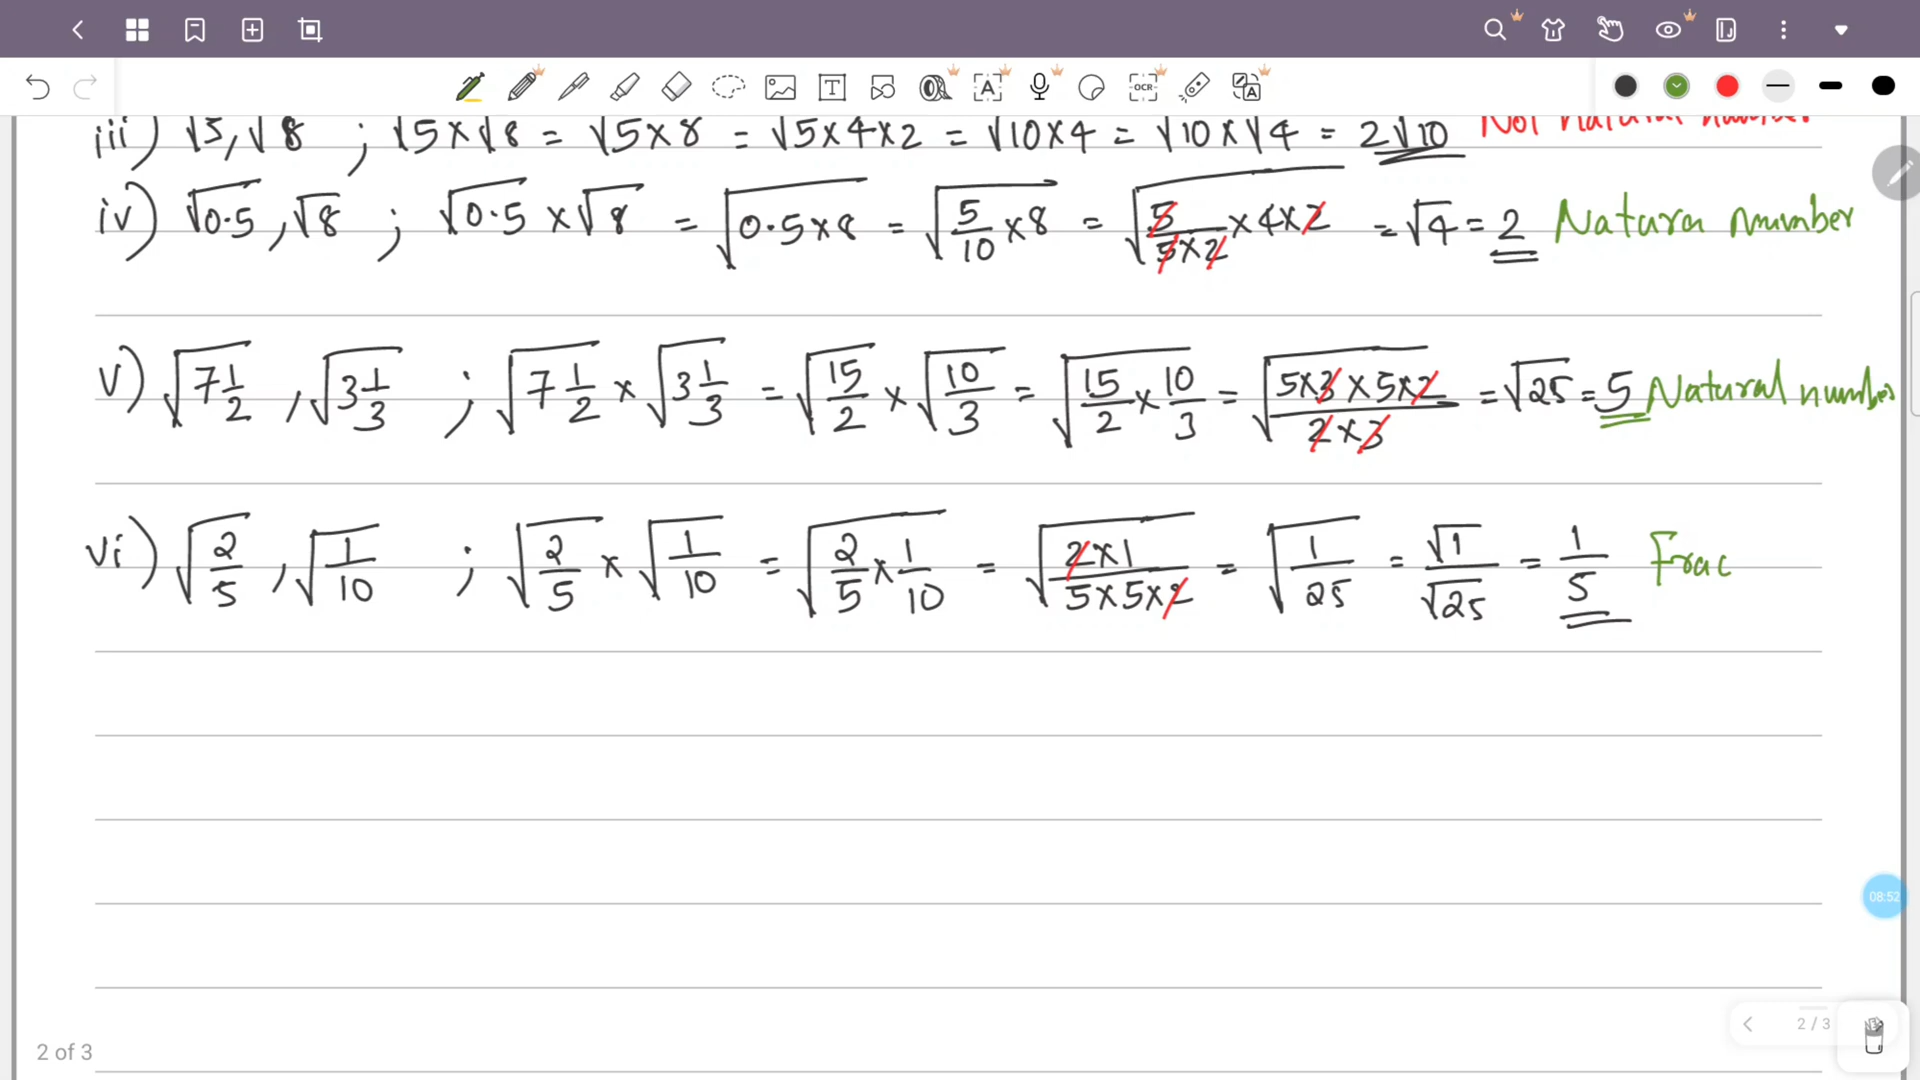 iii) √5, √8 ; √5×√8 = √5×8 = √5×4×2 = √10×4 = √10×√4 = 2√10 Not natural number
iv) √0.5, √8 ; √0.5 × √8 = √0.5×8 = √5/10 ×8 = √5/5×2 ×4×2 = √4 = 2 Natura number
v) √7 1/2 , √3 1/3 ; √7 1/2 × √3 1/3 = √15/2 × √10/3 = √15/2 × 10/3 = √5×3×5×2/2×3 = √25 = 5 Natural number
vi) √2/5 , √1/10 ; √2/5 × √1/10 = √2/5 × 1/10 = √2×1/5×5×2 = √1/25 = √1/√25 = 1/5 Frac
08:52
2 / 3
2 of 3